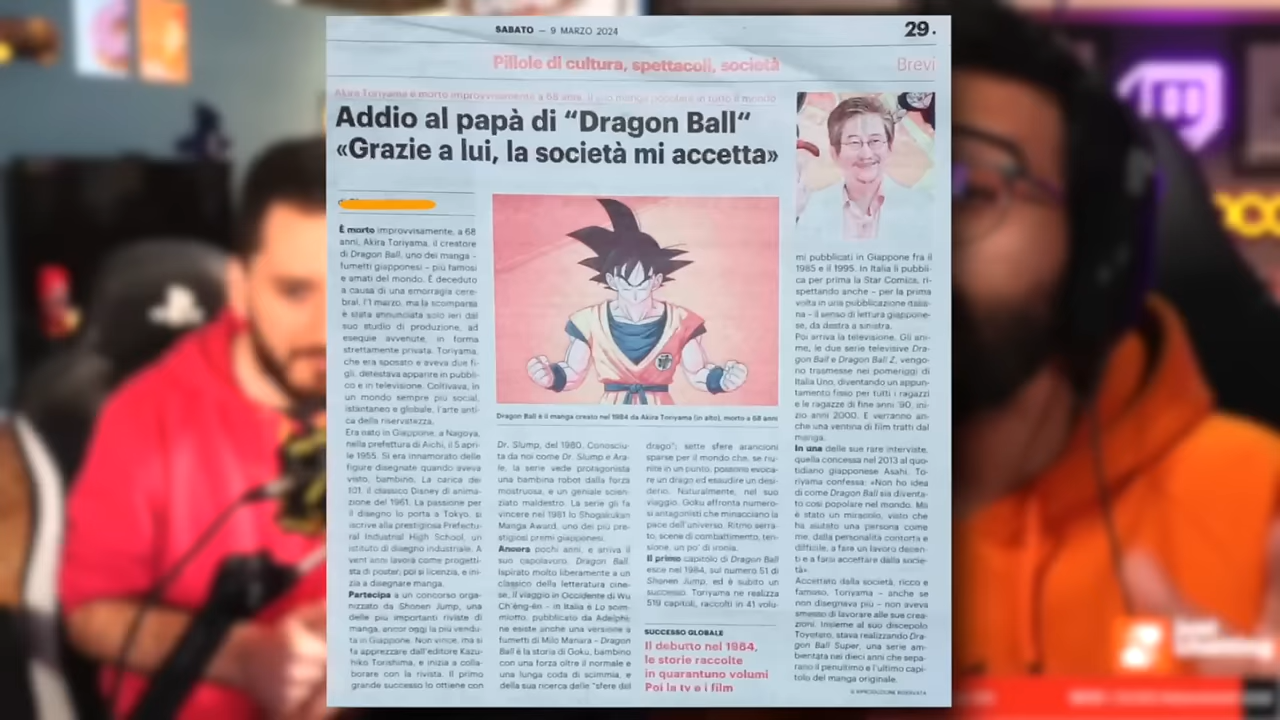 SABATO — 9 MARZO 2024
29.
Pillole di cultura, spettacoli, società
Brevi
Akira Toriyama è morto improvvisamente a 68 anni. Il suo manga popolare in tutto il mondo
Addio al papà di “Dragon Ball“
«Grazie a lui, la società mi accetta»
È morto improvvisamente, a 68
anni, Akira Toriyama, il creatore
di Dragon Ball, uno dei manga -
fumetti giapponesi - più famosi
e amati del mondo. È deceduto
a causa di una emorragia cere-
bral, l'1 marzo, ma la scomparsa
è stata annunciata solo ieri dal
suo studio di produzione, ad
esequie avvenute, in forma
strettamente privata. Toriyama,
che era sposato e aveva due fi-
gli, detestava apparire in pubbli-
co e in televisione. Coltivava, in
un mondo sempre più social,
istantaneo e globale, l'arte anti-
ca della riservatezza.
Era nato in Giappone, a Nagoya,
nella prefettura di Aichi, il 5 apri-
le 1955. Si era innamorato delle
figure disegnate quando aveva
visto, bambino, La carica dei
101, il classico Disney di anima-
zione del 1961. La passione per
il disegno lo porta a Tokyo, si
iscrive alla prestigiosa Prefectu-
ral Industrial High School, un
istituto di disegno industriale. A
vent'anni lavora come progetti-
sta di poster, poi si licenzia, e ini-
zia a disegnare manga.
Partecipa a un concorso orga-
nizzato da Shonen Jump, una
delle più importanti riviste di
manga, ancor oggi la più vendu-
ta in Giappone. Non vince, ma si
fa apprezzare dall'editore Kazu-
hiko Torishima, e inizia a colla-
borare con la rivista. Il primo
grande successo lo ottiene con
Dragon Ball è il manga creato nel 1984 da Akira Toriyama (in alto), morto a 68 anni
Dr. Slump, del 1980. Conosciu-
ta da noi come Dr. Slump e Ara-
le, la serie vede protagonista
una bambina robot dalla forza
mostruosa, e un geniale scien-
ziato maldestro. La serie gli fa
vincere nel 1981 lo Shogakukan
Manga Award, uno dei più pre-
stigiosi premi giapponesi.
Ancora pochi anni, e arriva il
suo capolavoro, Dragon Ball.
Ispirato molto liberamente a un
classico della letteratura cine-
se, Il viaggio in Occidente di Wu
Ch'êng-ên - in Italia è Lo scim-
miotto, pubblicato da Adelphi,
ne esiste anche una versione a
fumetti di Milo Manara - Dragon
Ball è la storia di Goku, bambino
con una forza oltre il normale e
una lunga coda di scimmia, e
della sua ricerca delle "sfere del
drago": sette sfere arancioni
sparse per il mondo che, se riu-
nite in un punto, possono evoca-
re un drago ed esaudire un desi-
derio. Naturalmente, nel suo
viaggio, Goku affronta numero-
si antagonisti che minacciano la
pace dell'universo. Ritmo serra-
to, scene di combattimento, ten-
sione, un po' di ironia.
Il primo capitolo di Dragon Ball
esce nel 1984, sul numero 51 di
Shonen Jump, ed è subito un
successo. Toriyama ne realizza
519 capitoli, raccolti in 41 volu-
SUCCESSO GLOBALE
Il debutto nel 1984,
le storie raccolte
in quarantuno volumi
Poi la tv e i film
mi pubblicati in Giappone fra il
1985 e il 1995. In Italia li pubbli-
ca per prima la Star Comics, ri-
spettando anche - per la prima
volta in una pubblicazione italia-
na - il senso di lettura giappone-
se, da destra a sinistra.
Poi arriva la televisione. Gli ani-
me, le due serie televisive Dra-
gon Ball e Dragon Ball Z, vengo-
no trasmesse nei pomeriggi di
Italia Uno, diventando un appun-
tamento fisso per tutti i ragazzi
e le ragazze di fine anni '90, ini-
zio anni 2000. E verranno an-
che una ventina di film tratti dal
manga.
In una delle sue rare interviste,
quella concessa nel 2013 al quo-
tidiano giapponese Asahi, To-
riyama confessa: «Non ho idea
di come Dragon Ball sia diventa-
to così popolare nel mondo. Ma
è stato un miracolo, visto che
ha aiutato una persona come
me, dalla personalità contorta e
difficile, a fare un lavoro decen-
te e a farsi accettare dalla socie-
tà».
Accettato dalla società, ricco e
famoso, Toriyama - anche se
non disegnava più - non aveva
smesso di lavorare alle sue crea-
zioni. Insieme al suo discepolo
Toyotaro, stava realizzando Dra-
gon Ball Super, una serie am-
bientata nei dieci anni che sepa-
rano il penultimo e l'ultimo capi-
tolo del manga originale.
© RIPRODUZIONE RISERVATA